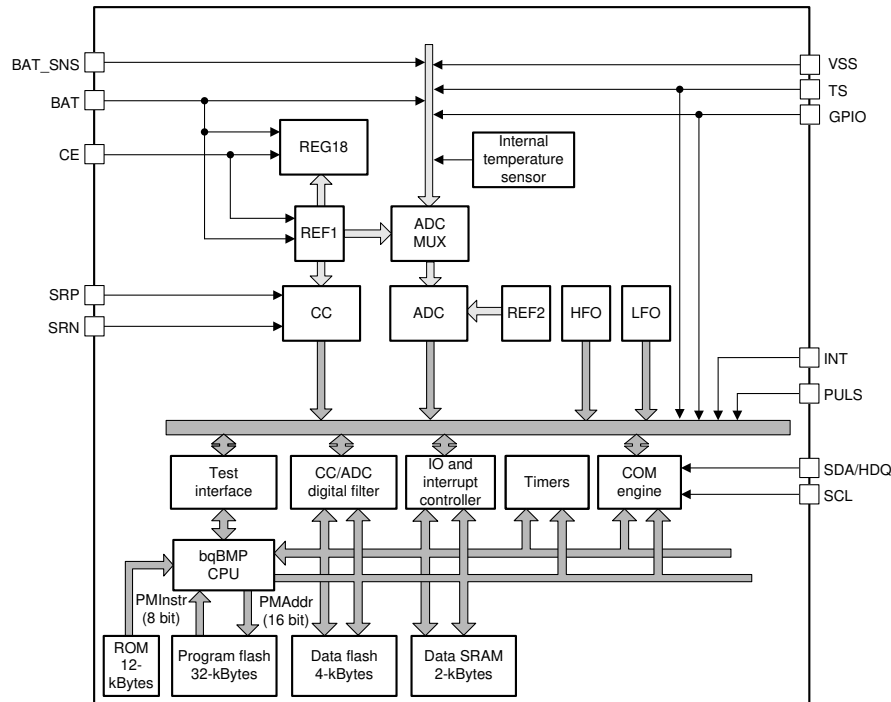 BAT_SNS
VSS
TS
BAT
GPIO
CE
REG18
Internal
temperature
sensor
REF1
ADC
MUX
SRP
SRN
CC
ADC
REF2
HFO
LFO
INT
PULS
Test
interface
CC/ADC
digital filter
IO and
interrupt
controller
Timers
COM
engine
SDA/HDQ
SCL
bqBMP
CPU
PMInstr
(8 bit)
PMAddr
(16 bit)
ROM
12-
kBytes
Program flash
32-kBytes
Data flash
4-kBytes
Data SRAM
2-kBytes